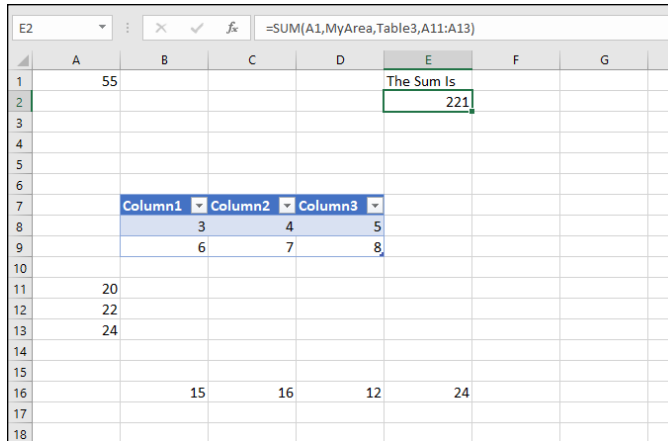 E2 fx =SUM(A1,MyArea,Table3,A11:A13)
A B C D E F G
1 55 The Sum Is
2 221
3
4
5
6
7 Column1 Column2 Column3
8 3 4 5
9 6 7 8
10
11 20
12 22
13 24
14
15
16 15 16 12 24
17
18